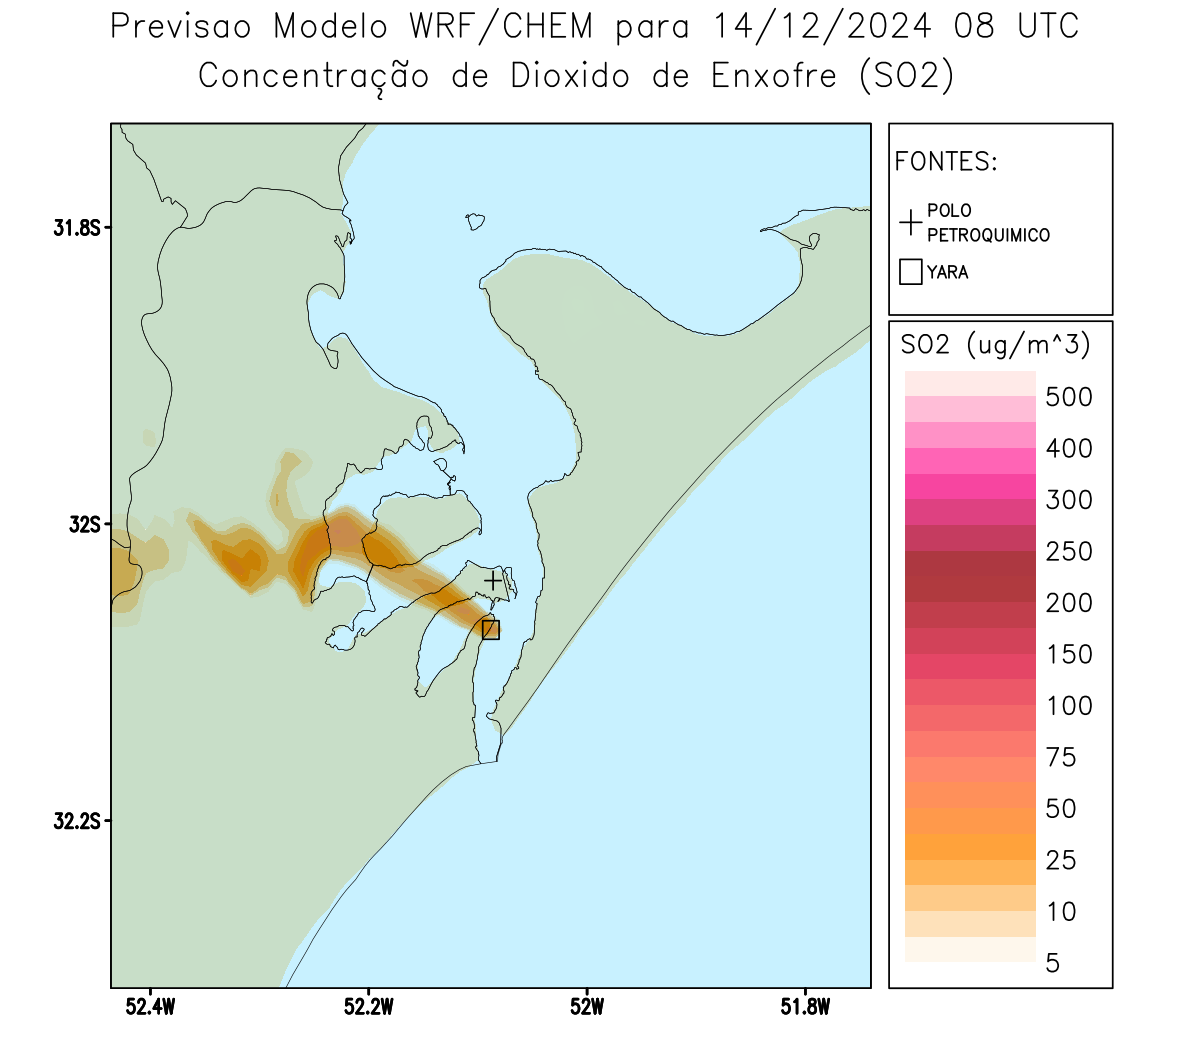 Previsao Modelo WRF/CHEM para 14/12/2024 08 UTC
Concentração de Dioxido de Enxofre (SO2)
FONTES:
POLO
PETROQUIMICO
YARA
31.8S
32S
32.2S
52.4W
52.2W
52W
51.8W
SO2 (ug/m^3)
500
400
300
250
200
150
100
75
50
25
10
5